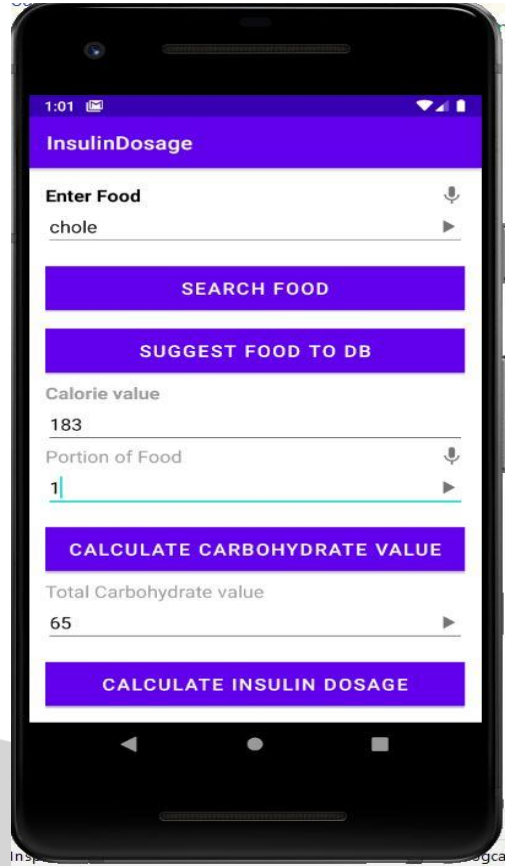 1:01
InsulinDosage
Enter Food
chole
SEARCH FOOD
SUGGEST FOOD TO DB
Calorie value
183
Portion of Food
1
CALCULATE CARBOHYDRATE VALUE
Total Carbohydrate value
65
CALCULATE INSULIN DOSAGE